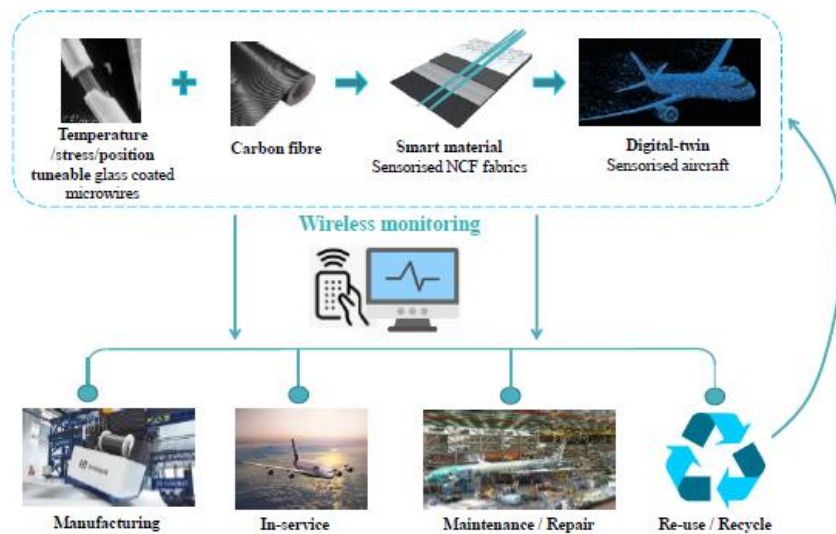 Temperature
/stress/position
tuneable glass coated
microwires
Carbon fibre
Smart material
Sensorised NCF fabrics
Digital-twin
Sensorised aircraft
Wireless monitoring
Manufacturing
In-service
Maintenance / Repair
Re-use / Recycle